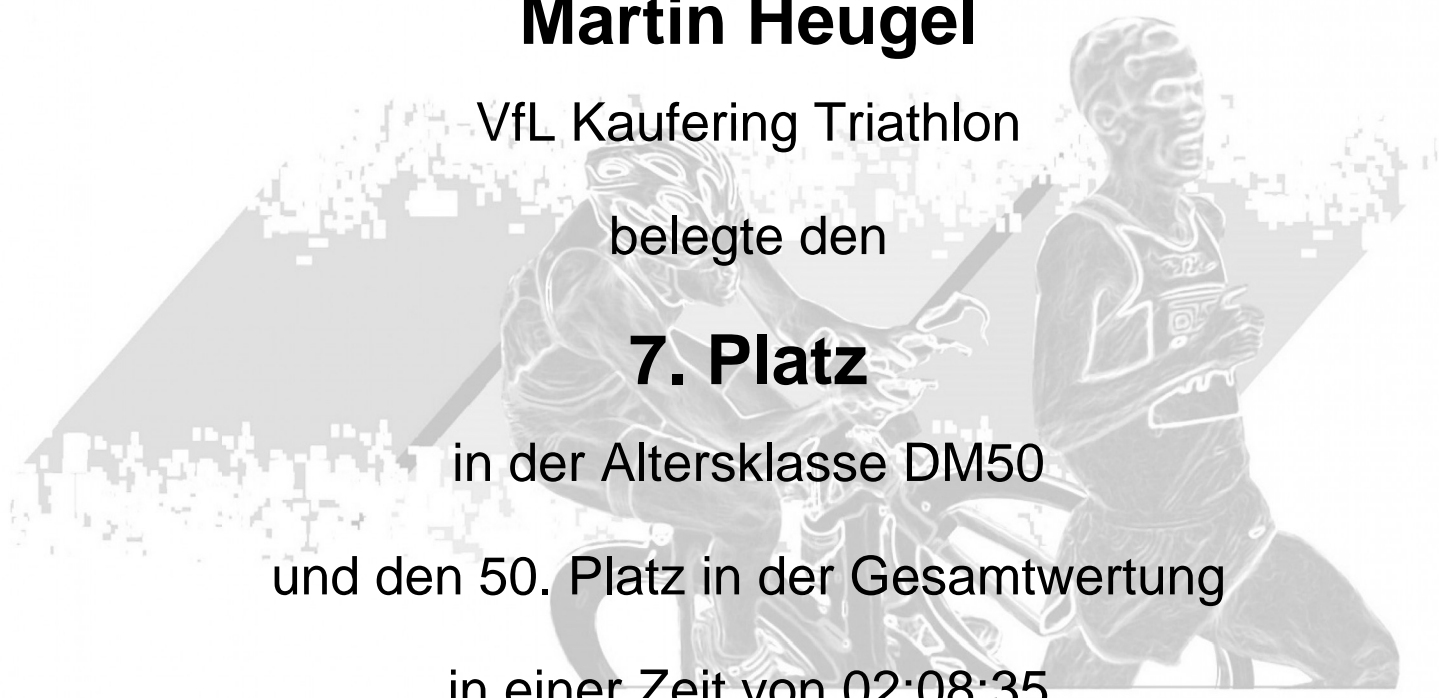 Martin Heugel
VfL Kaufering Triathlon
belegte den
7. Platz
in der Altersklasse DM50
und den 50. Platz in der Gesamtwertung
in einer Zeit von 02:08:35